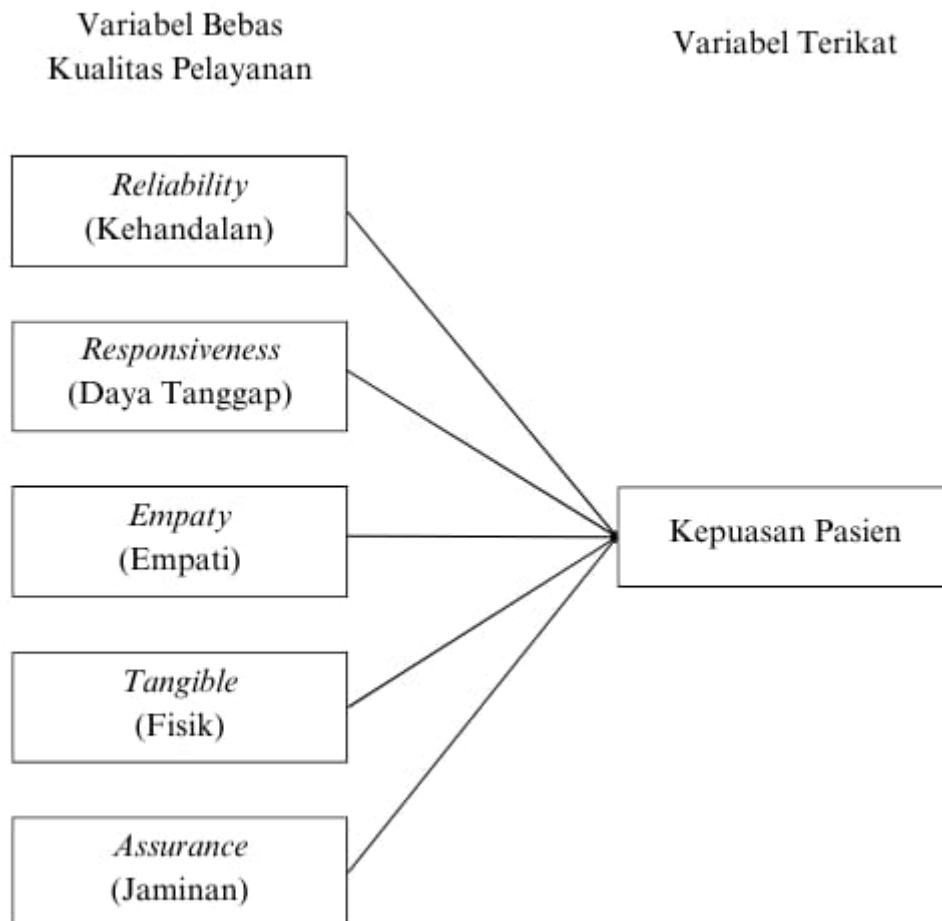 Variabel Bebas
Kualitas Pelayanan
Variabel Terikat
Reliability
(Kehandalan)
Responsiveness
(Daya Tanggap)
Empaty
(Empati)
Kepuasan Pasien
Tangible
(Fisik)
Assurance
(Jaminan)